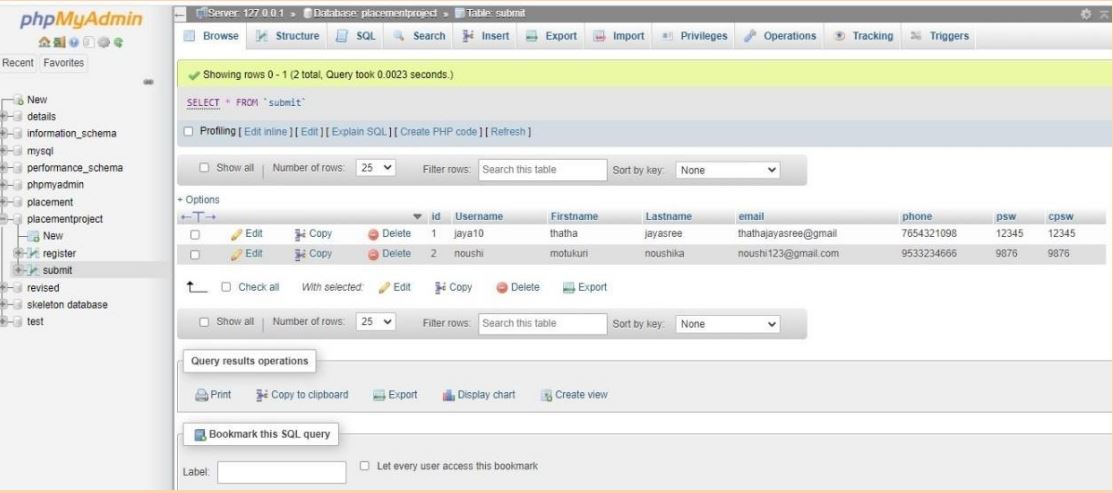 phpMyAdmin
Recent Favorites
New
details
information_schema
mysql
performance_schema
phpmyadmin
placement
placementproject
New
register
submit
revised
skeleton database
test
Server: 127.0.0.1 » Database: placementproject » Table: submit
Browse Structure SQL Search Insert Export Import Privileges Operations Tracking Triggers
Showing rows 0 - 1 (2 total, Query took 0.0023 seconds.)
SELECT * FROM `submit`
Profiling [ Edit inline ] [ Edit ] [ Explain SQL ] [ Create PHP code ] [ Refresh ]
Show all | Number of rows: 25 Filter rows: Search this table Sort by key: None
+ Options
←T→ id Username Firstname Lastname email phone psw cpsw
Edit Copy Delete 1 jaya10 thatha jayasree thathajayasree@gmail 7654321098 12345 12345
Edit Copy Delete 2 noushi motukuri noushika noushi123@gmail.com 9533234666 9876 9876
Check all With selected: Edit Copy Delete Export
Show all | Number of rows: 25 Filter rows: Search this table Sort by key: None
Query results operations
Print Copy to clipboard Export Display chart Create view
Bookmark this SQL query
Label: Let every user access this bookmark